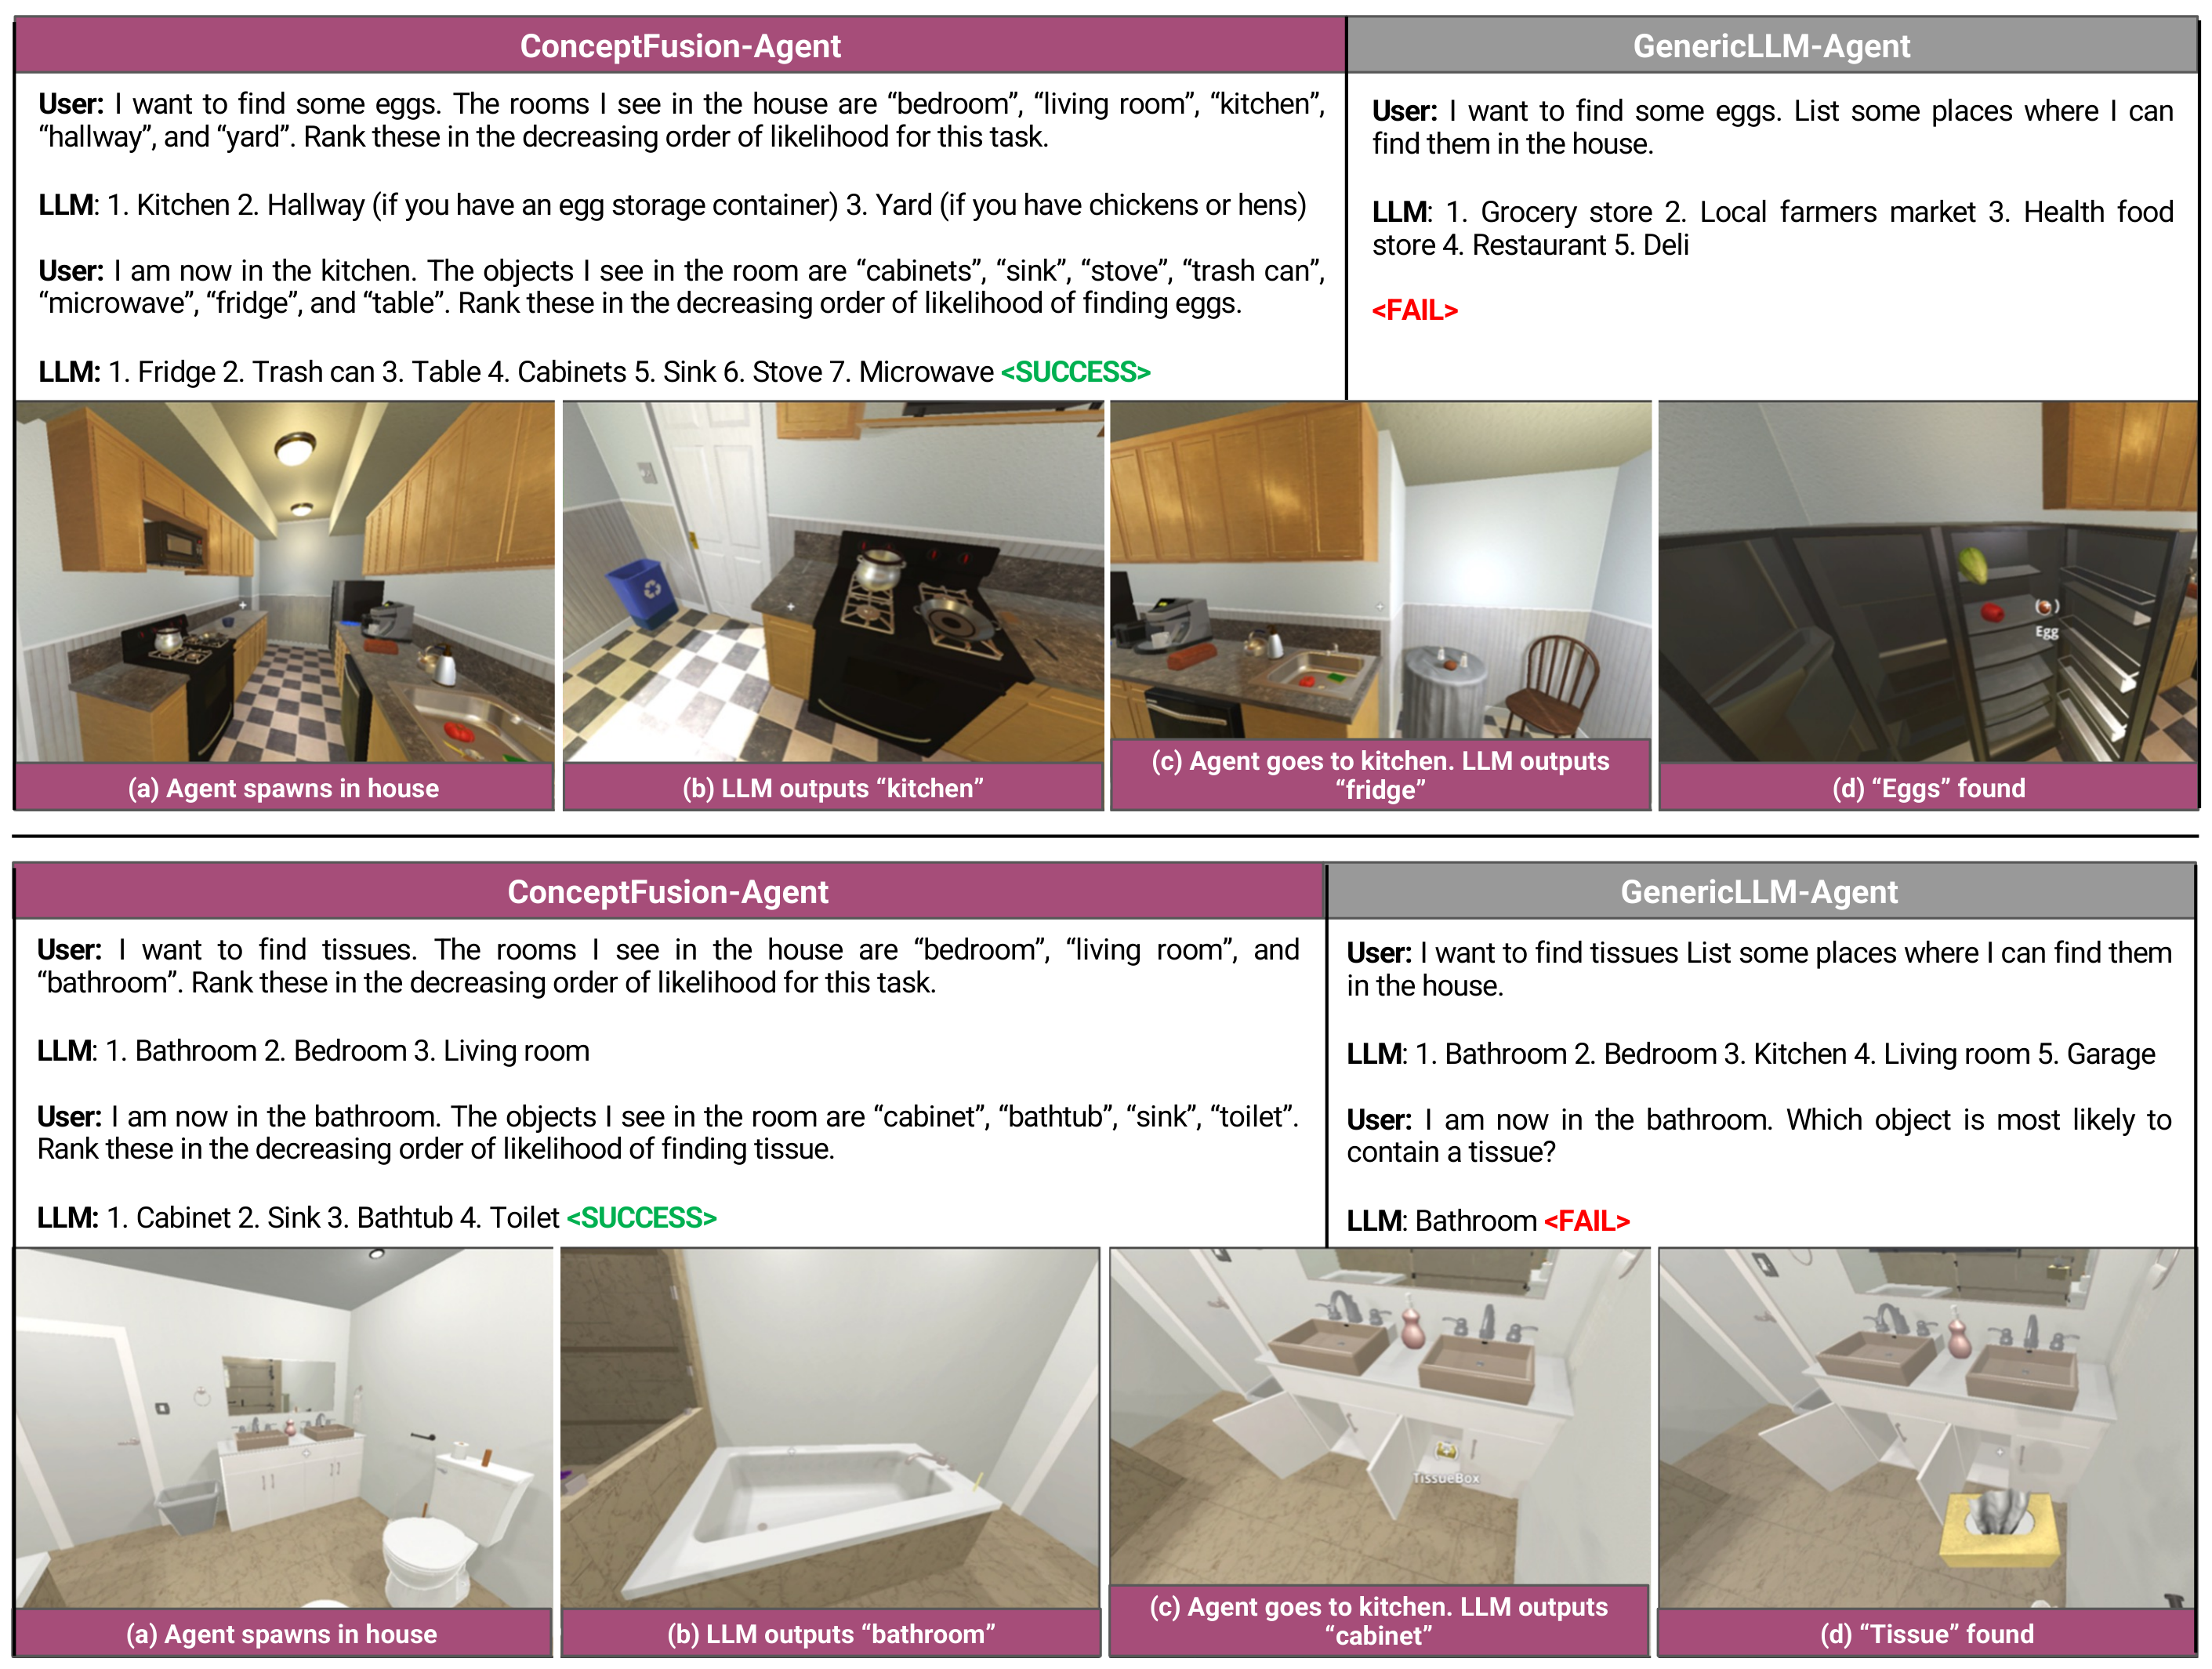 ConceptFusion-Agent
GenericLLM-Agent
User: I want to find some eggs. The rooms I see in the house are “bedroom”, “living room”, “kitchen”,
“hallway”, and “yard”. Rank these in the decreasing order of likelihood for this task.
LLM: 1. Kitchen 2. Hallway (if you have an egg storage container) 3. Yard (if you have chickens or hens)
User: I am now in the kitchen. The objects I see in the room are “cabinets”, “sink”, “stove”, “trash can”,
“microwave”, “fridge”, and “table”. Rank these in the decreasing order of likelihood of finding eggs.
LLM: 1. Fridge 2. Trash can 3. Table 4. Cabinets 5. Sink 6. Stove 7. Microwave <SUCCESS>
User: I want to find some eggs. List some places where I can
find them in the house.
LLM: 1. Grocery store 2. Local farmers market 3. Health food
store 4. Restaurant 5. Deli
<FAIL>
Egg
(a) Agent spawns in house
(b) LLM outputs “kitchen”
(c) Agent goes to kitchen. LLM outputs
“fridge”
(d) “Eggs” found
ConceptFusion-Agent
GenericLLM-Agent
User: I want to find tissues. The rooms I see in the house are “bedroom”, “living room”, and
“bathroom”. Rank these in the decreasing order of likelihood for this task.
LLM: 1. Bathroom 2. Bedroom 3. Living room
User: I am now in the bathroom. The objects I see in the room are “cabinet”, “bathtub”, “sink”, “toilet”.
Rank these in the decreasing order of likelihood of finding tissue.
LLM: 1. Cabinet 2. Sink 3. Bathtub 4. Toilet <SUCCESS>
User: I want to find tissues List some places where I can find them
in the house.
LLM: 1. Bathroom 2. Bedroom 3. Kitchen 4. Living room 5. Garage
User: I am now in the bathroom. Which object is most likely to
contain a tissue?
LLM: Bathroom <FAIL>
TissueBox
(a) Agent spawns in house
(b) LLM outputs “bathroom”
(c) Agent goes to kitchen. LLM outputs
“cabinet”
(d) “Tissue” found